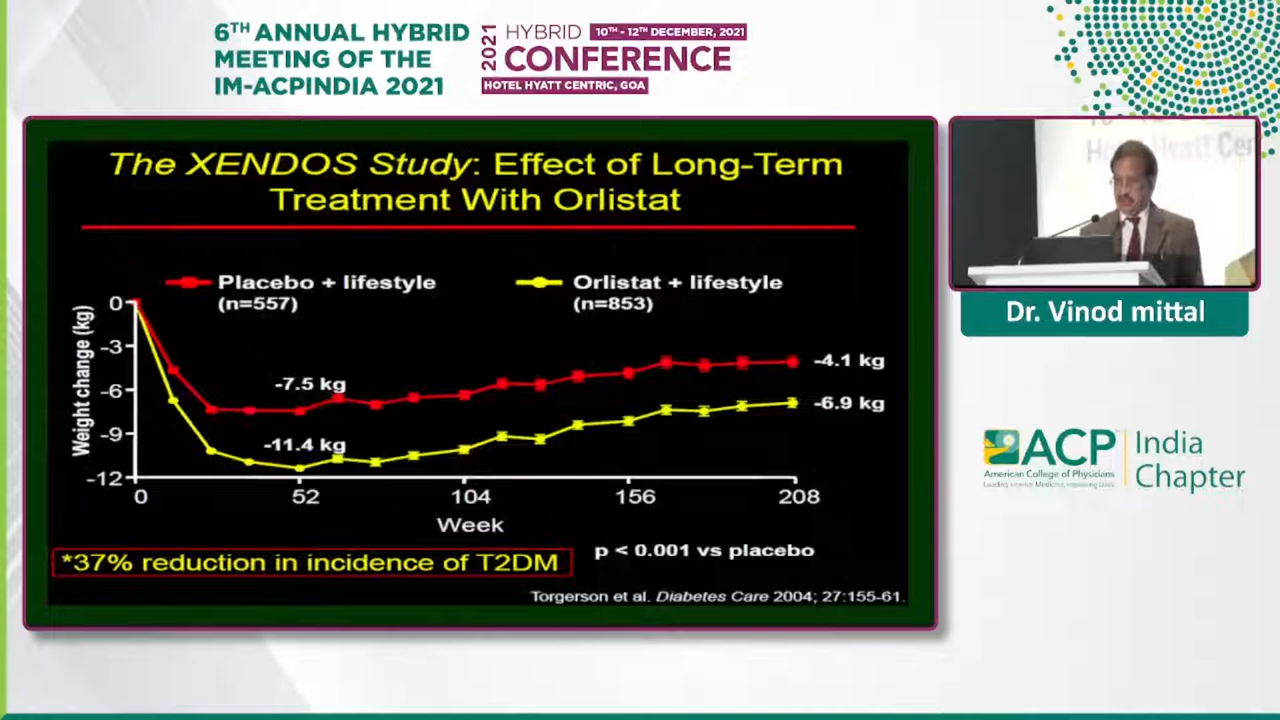 6TH ANNUAL HYBRID
MEETING OF THE
IM-ACPINDIA 2021
2021
HYBRID
10TH - 12TH DECEMBER, 2021
CONFERENCE
HOTEL HYATT CENTRIC, GOA
The XENDOS Study: Effect of Long-Term
Treatment With Orlistat
Placebo + lifestyle
(n=557)
Orlistat + lifestyle
(n=853)
Weight change (kg)
0
-3
-6
-9
-12
-7.5 kg
-11.4 kg
-4.1 kg
-6.9 kg
0 52 104 156 208
Week
*37% reduction in incidence of T2DM
p < 0.001 vs placebo
Torgerson et al. Diabetes Care 2004; 27:155-61.
Hyatt Cen
Dr. Vinod mittal
ACP
American College of Physicians
Leading Internal Medicine, Improving Lives
India
Chapter